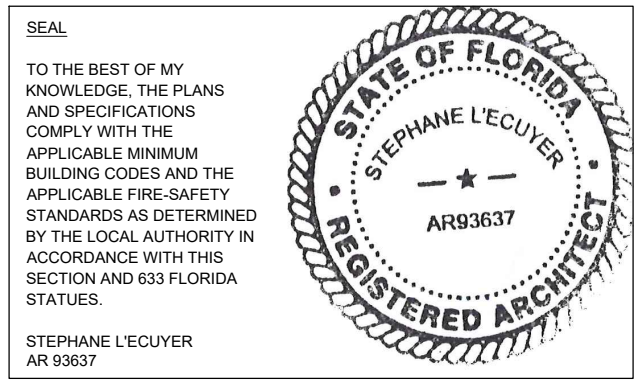 SEAL
TO THE BEST OF MY
KNOWLEDGE, THE PLANS
AND SPECIFICATIONS
COMPLY WITH THE
APPLICABLE MINIMUM
BUILDING CODES AND THE
APPLICABLE FIRE-SAFETY
STANDARDS AS DETERMINED
BY THE LOCAL AUTHORITY IN
ACCORDANCE WITH THIS
SECTION AND 633 FLORIDA
STATUES.
STEPHANE L'ECUYER
AR 93637
STATE OF FLORIDA
STEPHANE L'ECUYER
AR93637
REGISTERED ARCHITECT